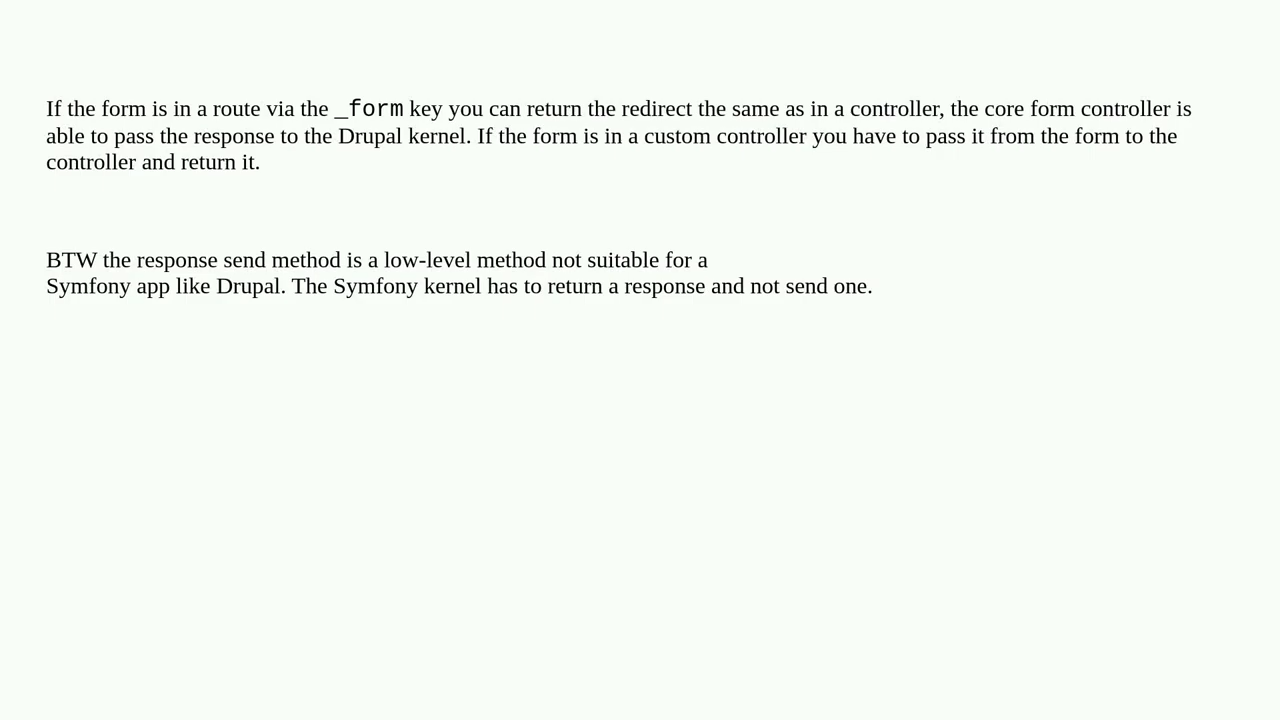 If the form is in a route via the _form key you can return the redirect the same as in a controller, the core form controller is
able to pass the response to the Drupal kernel. If the form is in a custom controller you have to pass it from the form to the
controller and return it.
BTW the response send method is a low-level method not suitable for a
Symfony app like Drupal. The Symfony kernel has to return a response and not send one.